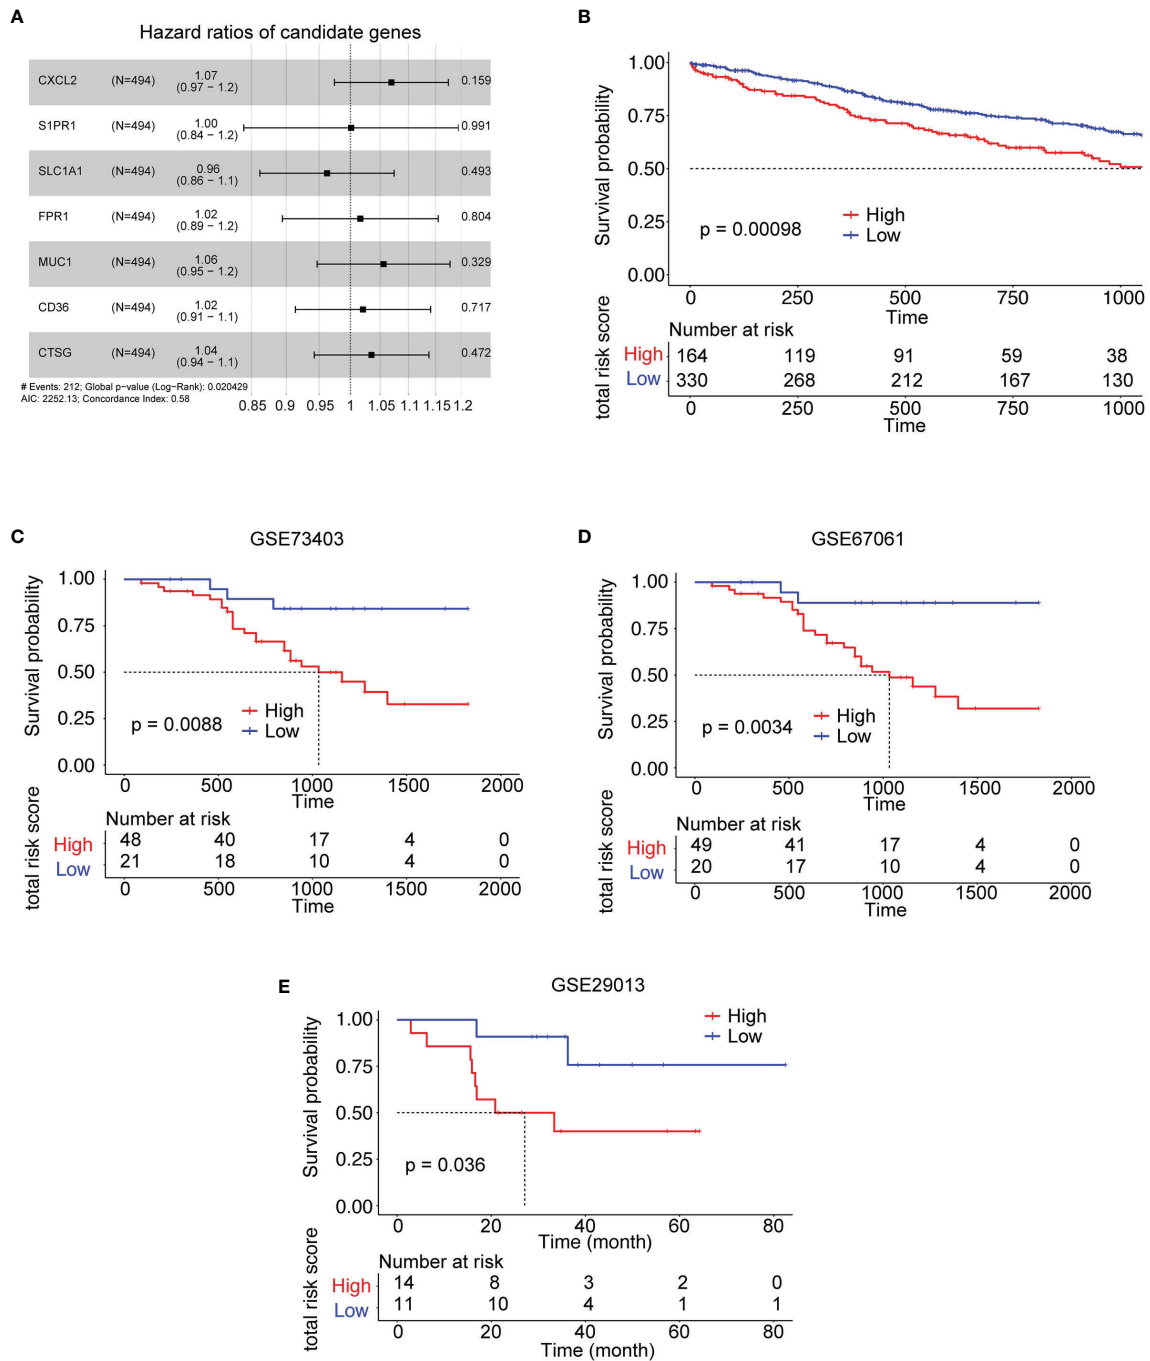 A
Hazard ratios of candidate genes
CXCL2 (N=494) 1.07 (0.97 − 1.2) 0.159
S1PR1 (N=494) 1.00 (0.84 − 1.2) 0.991
SLC1A1 (N=494) 0.96 (0.86 − 1.1) 0.493
FPR1 (N=494) 1.02 (0.89 − 1.2) 0.804
MUC1 (N=494) 1.06 (0.95 − 1.2) 0.329
CD36 (N=494) 1.02 (0.91 − 1.1) 0.717
CTSG (N=494) 1.04 (0.94 − 1.1) 0.472
# Events: 212; Global p−value (Log−Rank): 0.020429
AIC: 2252.13; Concordance Index: 0.58
0.85 0.9 0.95 1 1.05 1.1 1.15 1.2
B
Survival probability
1.00
0.75
0.50
0.25
0.00
p = 0.00098
High
Low
0 250 500 750 1000
Time
total risk score
Number at risk
High 164 119 91 59 38
Low 330 268 212 167 130
0 250 500 750 1000
Time
C
GSE73403
Survival probability
1.00
0.75
0.50
0.25
0.00
p = 0.0088
High
Low
0 500 1000 1500 2000
Time
total risk score
Number at risk
High 48 40 17 4 0
Low 21 18 10 4 0
0 500 1000 1500 2000
Time
D
GSE67061
Survival probability
1.00
0.75
0.50
0.25
0.00
p = 0.0034
High
Low
0 500 1000 1500 2000
Time
total risk score
Number at risk
High 49 41 17 4 0
Low 20 17 10 4 0
0 500 1000 1500 2000
Time
E
GSE29013
Survival probability
1.00
0.75
0.50
0.25
0.00
High
Low
p = 0.036
0 20 40 60 80
Time (month)
total risk score
Number at risk
High 14 8 3 2 0
Low 11 10 4 1 1
0 20 40 60 80
Time (month)